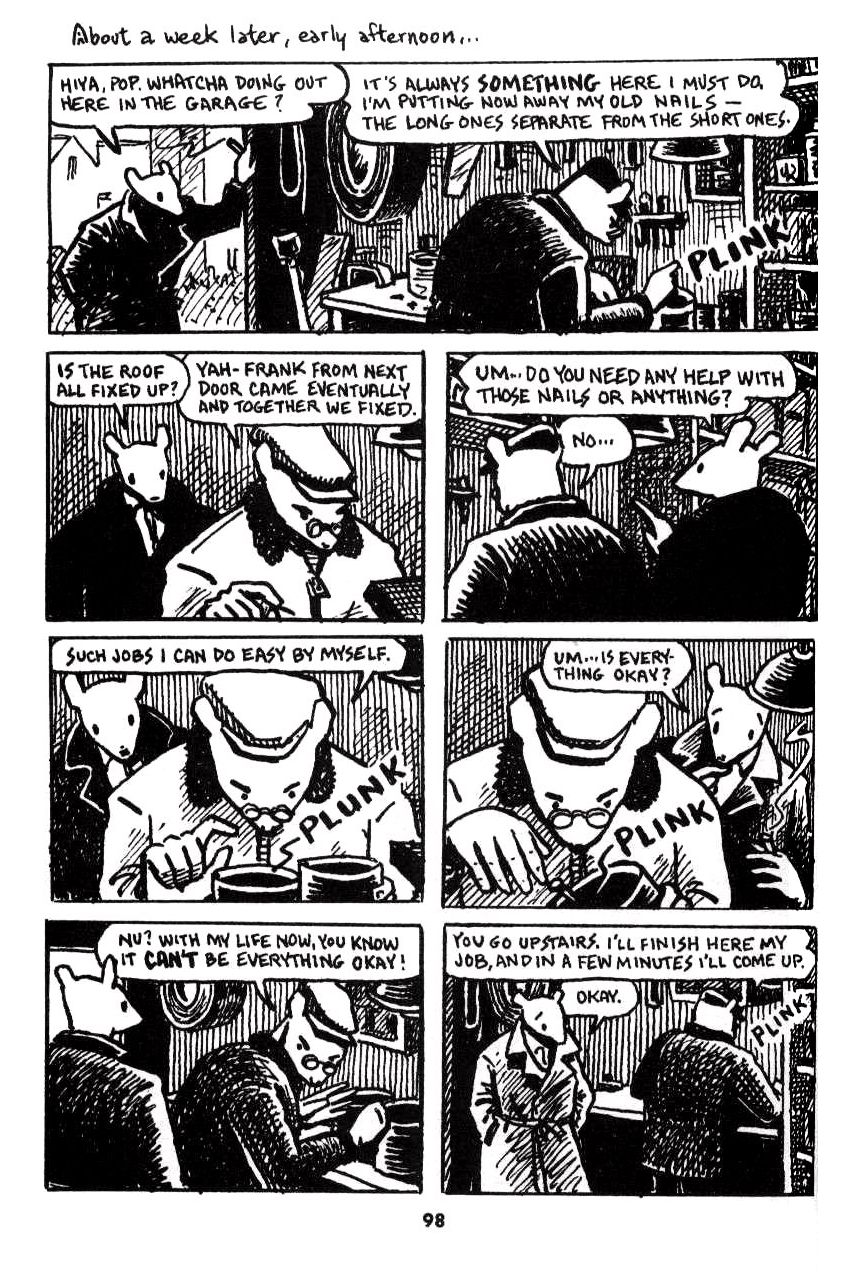 About a week later, early afternoon...
HIYA, POP. WHATCHA DOING OUT
HERE IN THE GARAGE?
IT'S ALWAYS SOMETHING HERE I MUST DO.
I'M PUTTING NOW AWAY MY OLD NAILS —
THE LONG ONES SEPARATE FROM THE SHORT ONES.
PLINK
IS THE ROOF
ALL FIXED UP?
YAH- FRANK FROM NEXT
DOOR CAME EVENTUALLY
AND TOGETHER WE FIXED.
UM... DO YOU NEED ANY HELP WITH
THOSE NAILS OR ANYTHING?
NO...
SUCH JOBS I CAN DO EASY BY MYSELF.
PLUNK
UM... IS EVERY-
THING OKAY?
PLINK
NU? WITH MY LIFE NOW, YOU KNOW
IT CAN'T BE EVERYTHING OKAY!
YOU GO UPSTAIRS. I'LL FINISH HERE MY
JOB, AND IN A FEW MINUTES I'LL COME UP.
OKAY.
PLINK
98